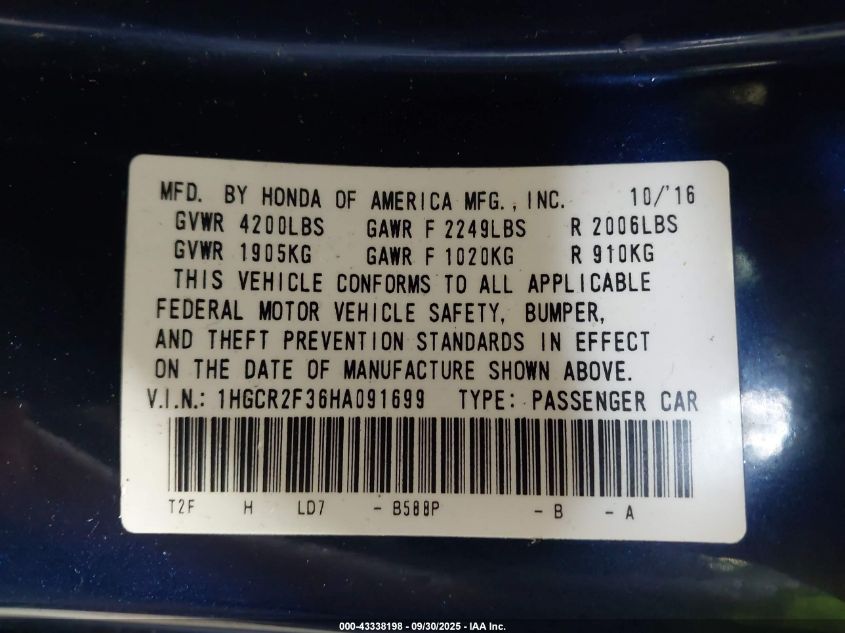 MFD. BY HONDA OF AMERICA MFG., INC. 10/'16
GVWR 4200LBS GAWR F 2249LBS R 2006LBS
GVWR 1905KG GAWR F 1020KG R 910KG
THIS VEHICLE CONFORMS TO ALL APPLICABLE
FEDERAL MOTOR VEHICLE SAFETY, BUMPER,
AND THEFT PREVENTION STANDARDS IN EFFECT
ON THE DATE OF MANUFACTURE SHOWN ABOVE.
V.I.N.: 1HGCR2F36HA091699 TYPE: PASSENGER CAR
T2F H LD7 - B588P - B - A
000-43338198 - 09/30/2025 - IAA Inc.